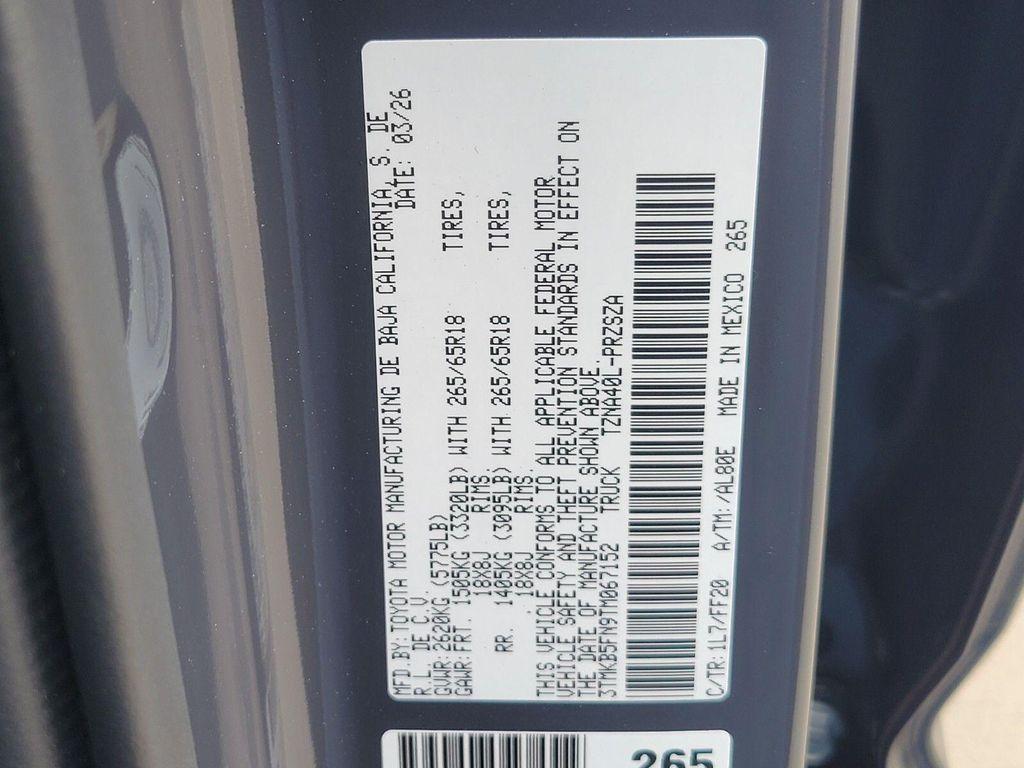 MFD.BY:TOYOTA MOTOR MANUFACTURING DE BAJA CALIFORNIA, S. DE
R.L. DE C.V. DATE: 03/26
GVWR:2620KG (5775LB)
GAWR:FRT. 1505KG (3320LB) WITH 265/65R18 TIRES,
18X8J RIMS.
RR. 1405KG (3095LB) WITH 265/65R18 TIRES,
18X8J RIMS.
THIS VEHICLE CONFORMS TO ALL APPLICABLE FEDERAL MOTOR
VEHICLE SAFETY AND THEFT PREVENTION STANDARDS IN EFFECT ON
THE DATE OF MANUFACTURE SHOWN ABOVE.
3TMKB5FN9TM067152 TRUCK TZNA40L-PRZSZA
C/TR:1L7/FF20 A/TM:/AL80E MADE IN MEXICO 265
265